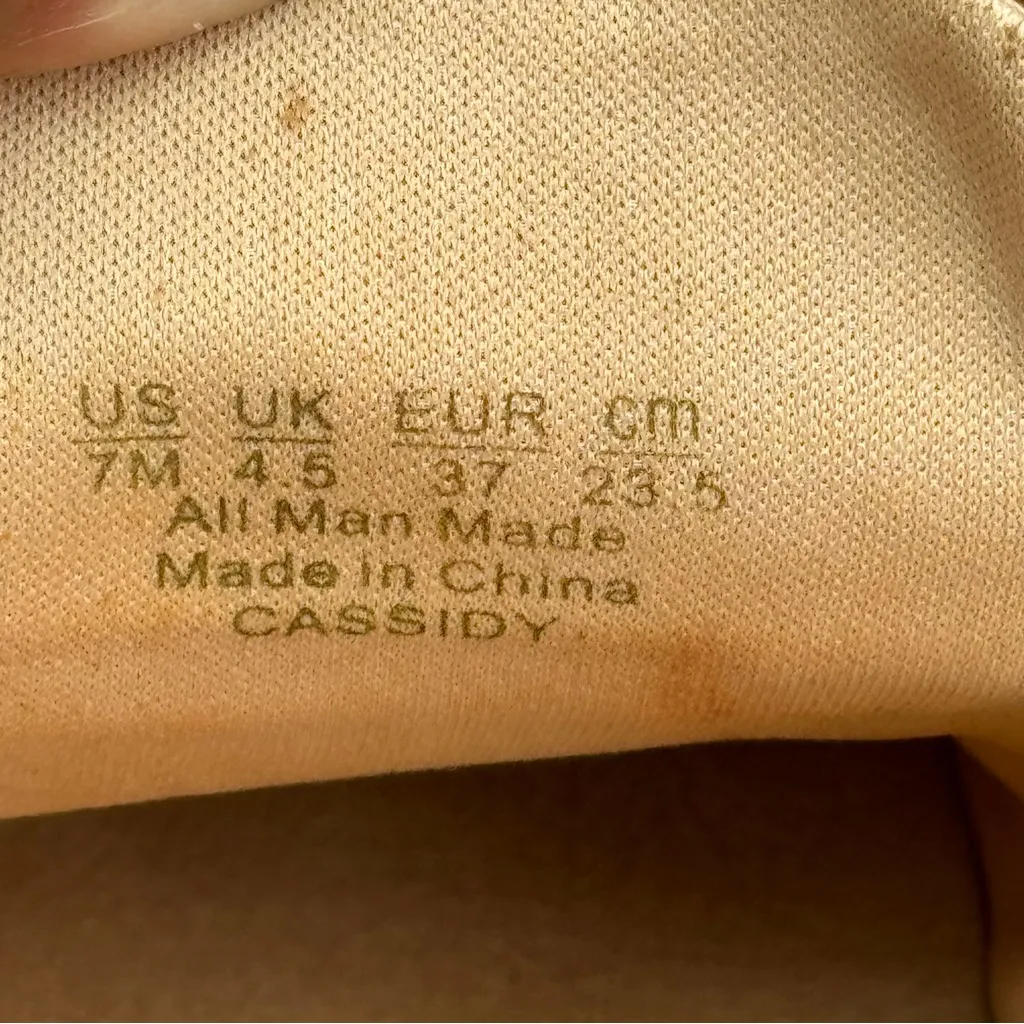 US UK EUR cm
7M 4.5 37 23.5
All Man Made
Made in China
CASSIDY